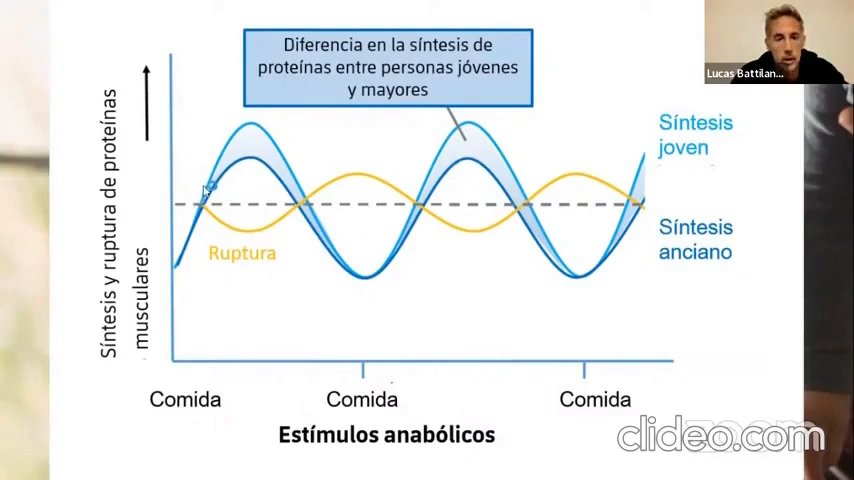 Diferencia en la síntesis de
proteínas entre personas jóvenes
y mayores
Lucas Battilan...
Síntesis y ruptura de proteínas
musculares
Síntesis
joven
Ruptura
Síntesis
anciano
Comida
Comida
Comida
Estímulos anabólicos
zoom
clideo.com